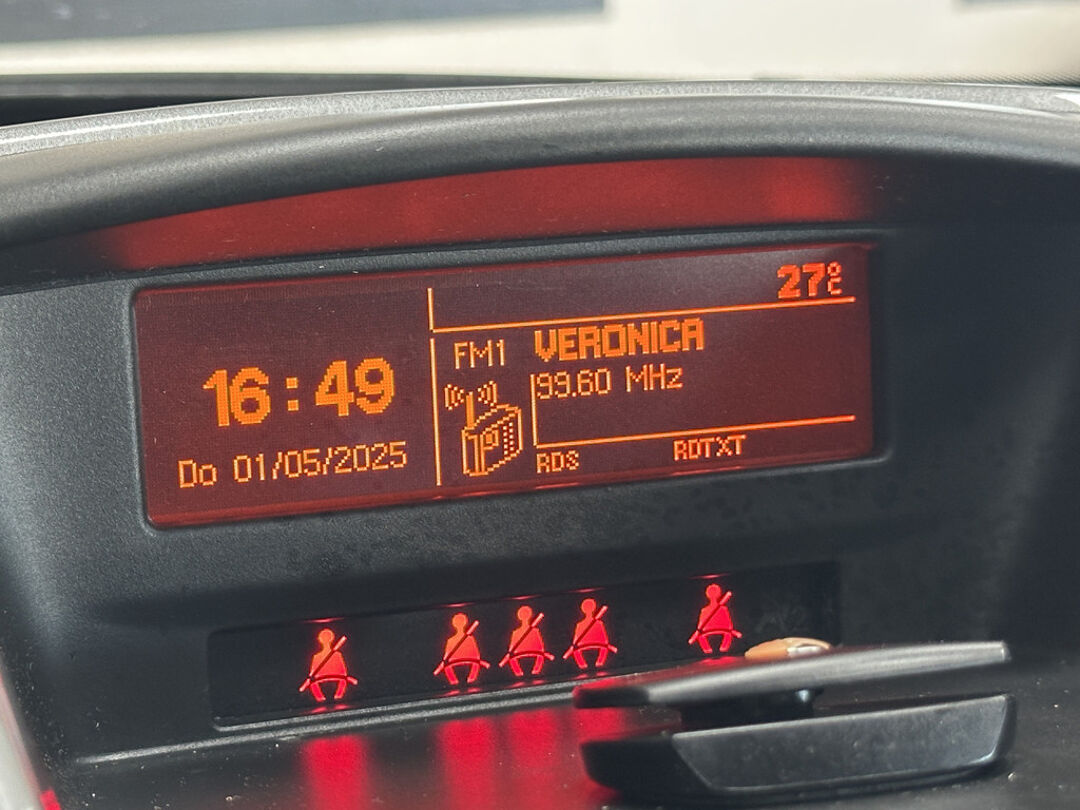 27°C
16:49
Do 01/05/2025
FM1
VERONICA
99.60 MHz
RDS RDTXT